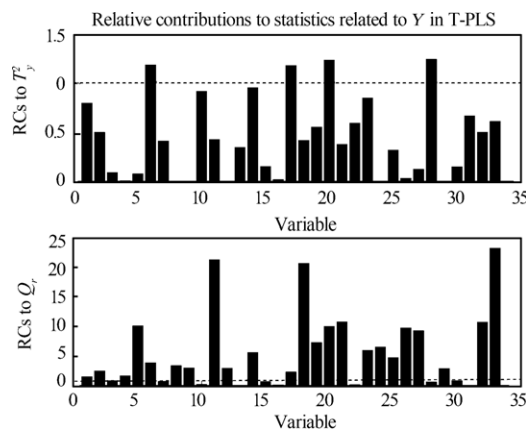 Relative contributions to statistics related to Y in T-PLS
1.5
0
0.5
0
RCs to T²y
0 5 10 15 20 25 30 35
Variable
25
20
15
10
5
0
RCs to Qr
0 5 10 15 20 25 30 35
Variable